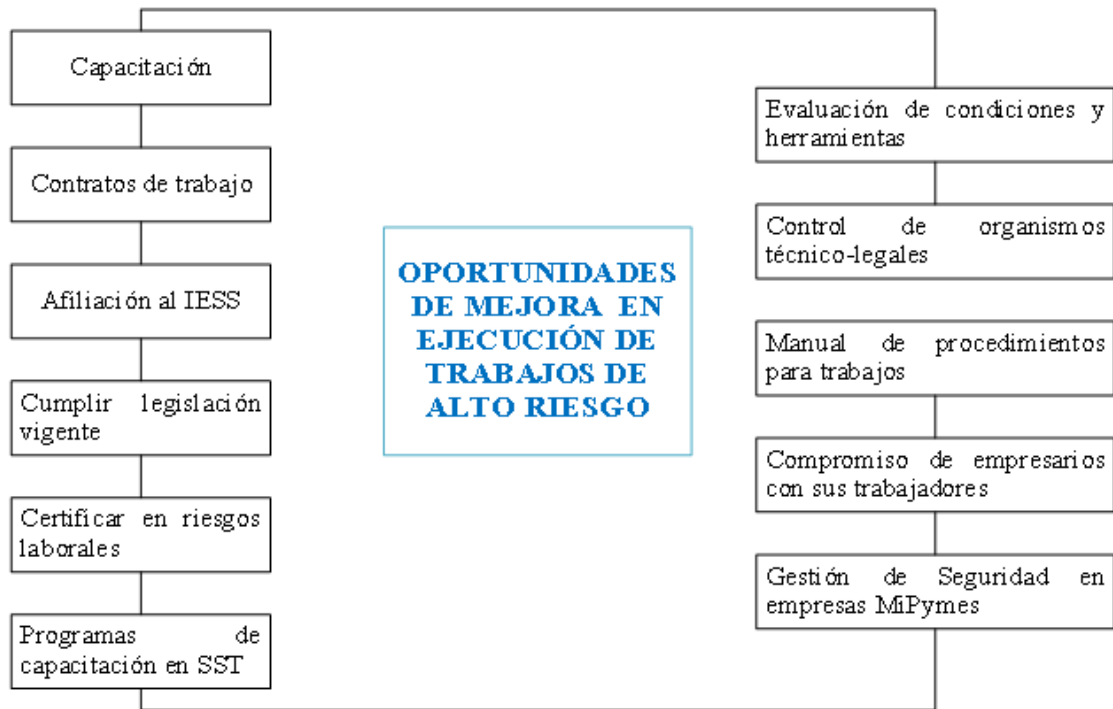 Capacitación
Contratos de trabajo
Afiliación al IESS
Cumplir legislación
vigente
Certificar en riesgos
laborales
Programas de
capacitación en SST
OPORTUNIDADES
DE MEJORA EN
EJECUCIÓN DE
TRABAJOS DE
ALTO RIESGO
Evaluación de condiciones y
herramientas
Control de organismos
técnico-legales
Manual de procedimientos
para trabajos
Compromiso de empresarios
con sus trabajadores
Gestión de Seguridad en
empresas MiPymes